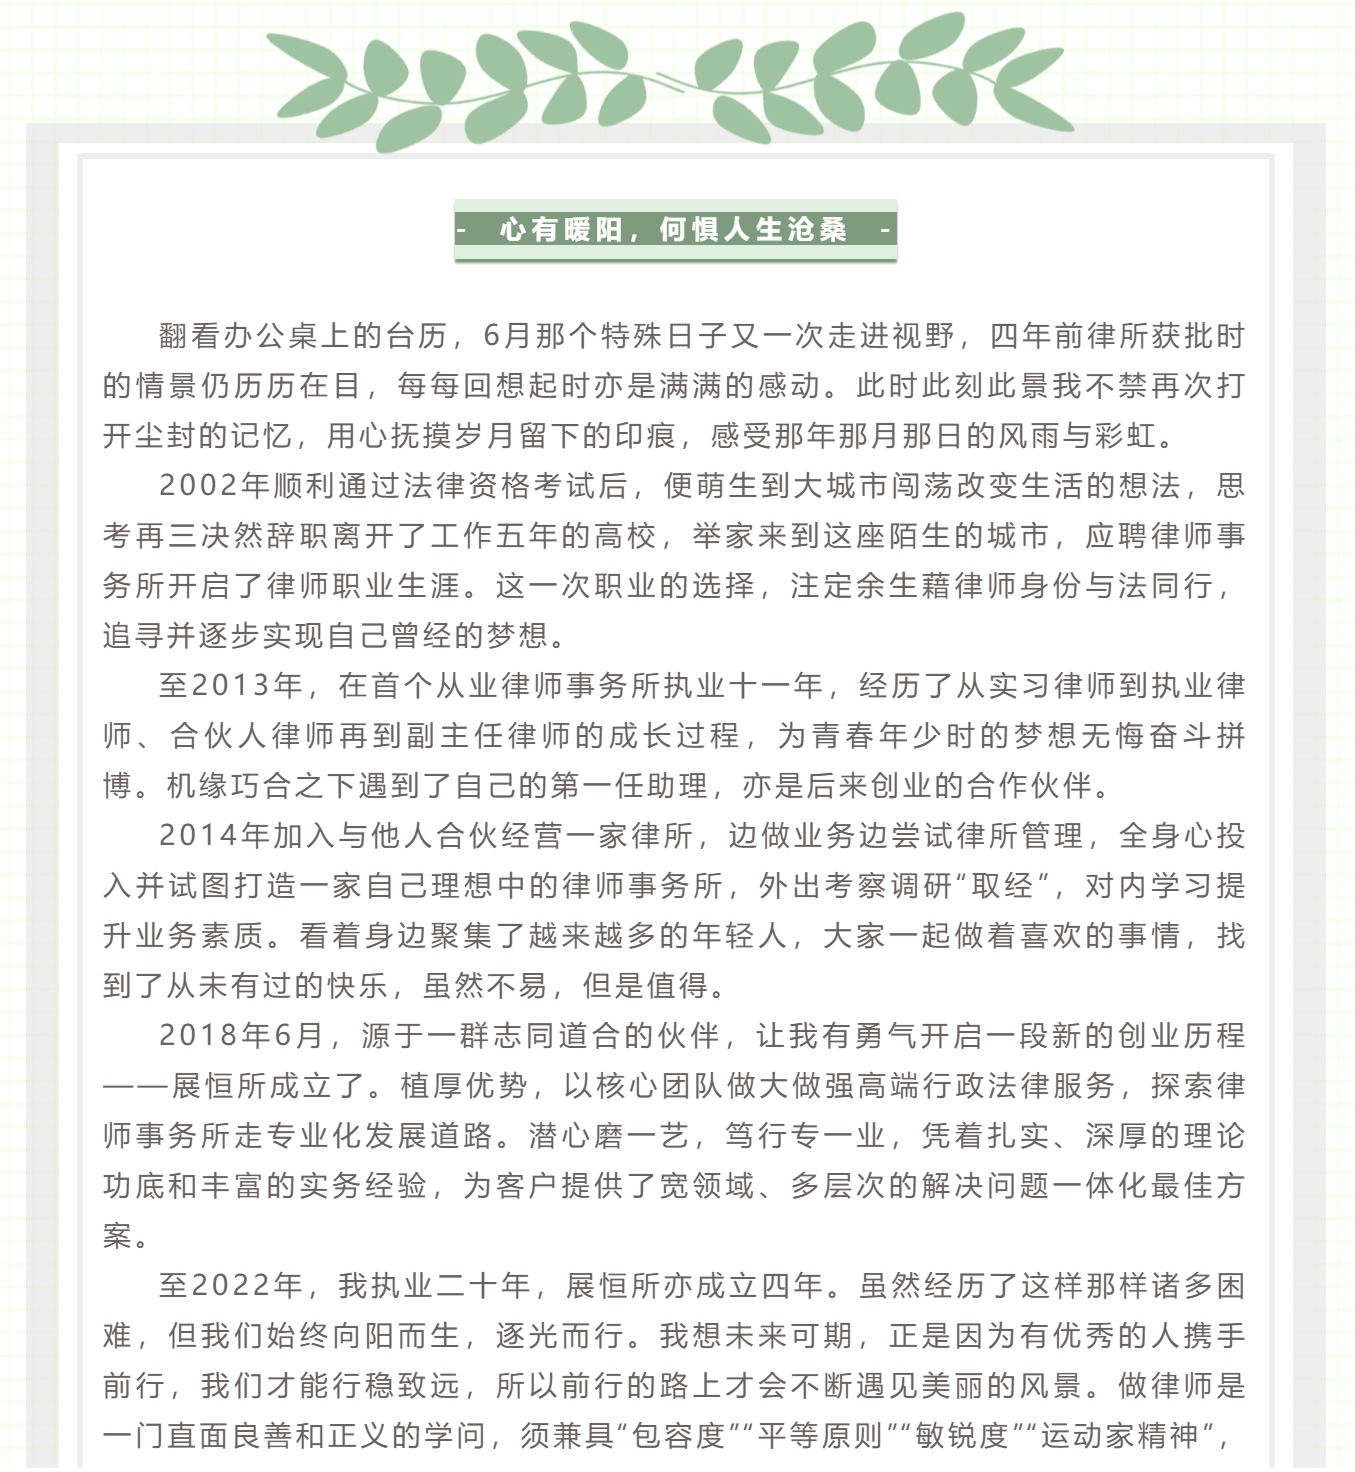 - 心有暖阳，何惧人生沧桑 -
翻看办公桌上的台历，6月那个特殊日子又一次走进视野，四年前律所获批时
的情景仍历历在目，每每回想起时亦是满满的感动。此时此刻此景我不禁再次打
开尘封的记忆，用心抚摸岁月留下的印痕，感受那年那月那日的风雨与彩虹。
2002年顺利通过法律资格考试后，便萌生到大城市闯荡改变生活的想法，思
考再三决然辞职离开了工作五年的高校，举家来到这座陌生的城市，应聘律师事
务所开启了律师职业生涯。这一次职业的选择，注定余生藉律师身份与法同行，
追寻并逐步实现自己曾经的梦想。
至2013年，在首个从业律师事务所执业十一年，经历了从实习律师到执业律
师、合伙人律师再到副主任律师的成长过程，为青春年少时的梦想无悔奋斗拼
博。机缘巧合之下遇到了自己的第一任助理，亦是后来创业的合作伙伴。
2014年加入与他人合伙经营一家律所，边做业务边尝试律所管理，全身心投
入并试图打造一家自己理想中的律师事务所，外出考察调研“取经”，对内学习提
升业务素质。看着身边聚集了越来越多的年轻人，大家一起做着喜欢的事情，找
到了从未有过的快乐，虽然不易，但是值得。
2018年6月，源于一群志同道合的伙伴，让我有勇气开启一段新的创业历程
——展恒所成立了。植厚优势，以核心团队做大做强高端行政法律服务，探索律
师事务所走专业化发展道路。潜心磨一艺，笃行专一业，凭着扎实、深厚的理论
功底和丰富的实务经验，为客户提供了宽领域、多层次的解决问题一体化最佳方
案。
至2022年，我执业二十年，展恒所亦成立四年。虽然经历了这样那样诸多困
难，但我们始终向阳而生，逐光而行。我想未来可期，正是因为有优秀的人携手
前行，我们才能行稳致远，所以前行的路上才会不断遇见美丽的风景。做律师是
一门直面良善和正义的学问，须兼具“包容度”“平等原则”“敏锐度”“运动家精神”，